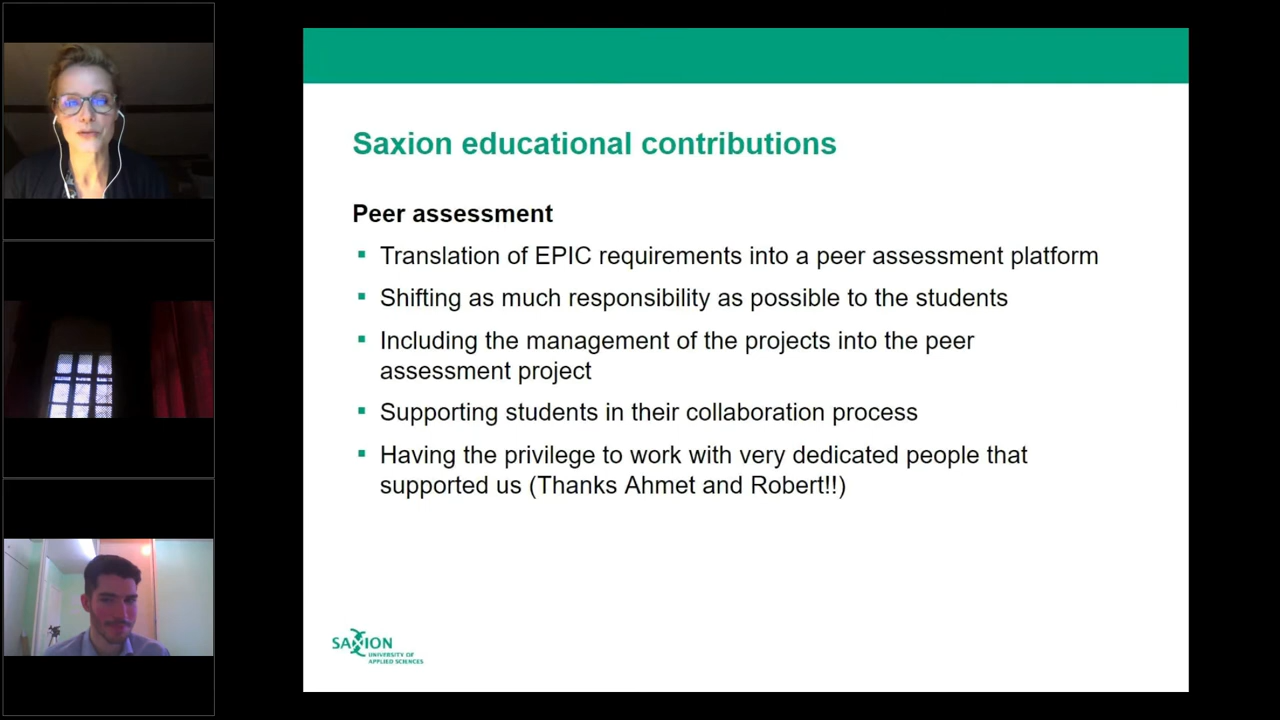 Saxion educational contributions
Peer assessment
Translation of EPIC requirements into a peer assessment platform
Shifting as much responsibility as possible to the students
Including the management of the projects into the peer
assessment project
Supporting students in their collaboration process
Having the privilege to work with very dedicated people that
supported us (Thanks Ahmet and Robert!!)
SAXION
UNIVERSITY OF
APPLIED SCIENCES